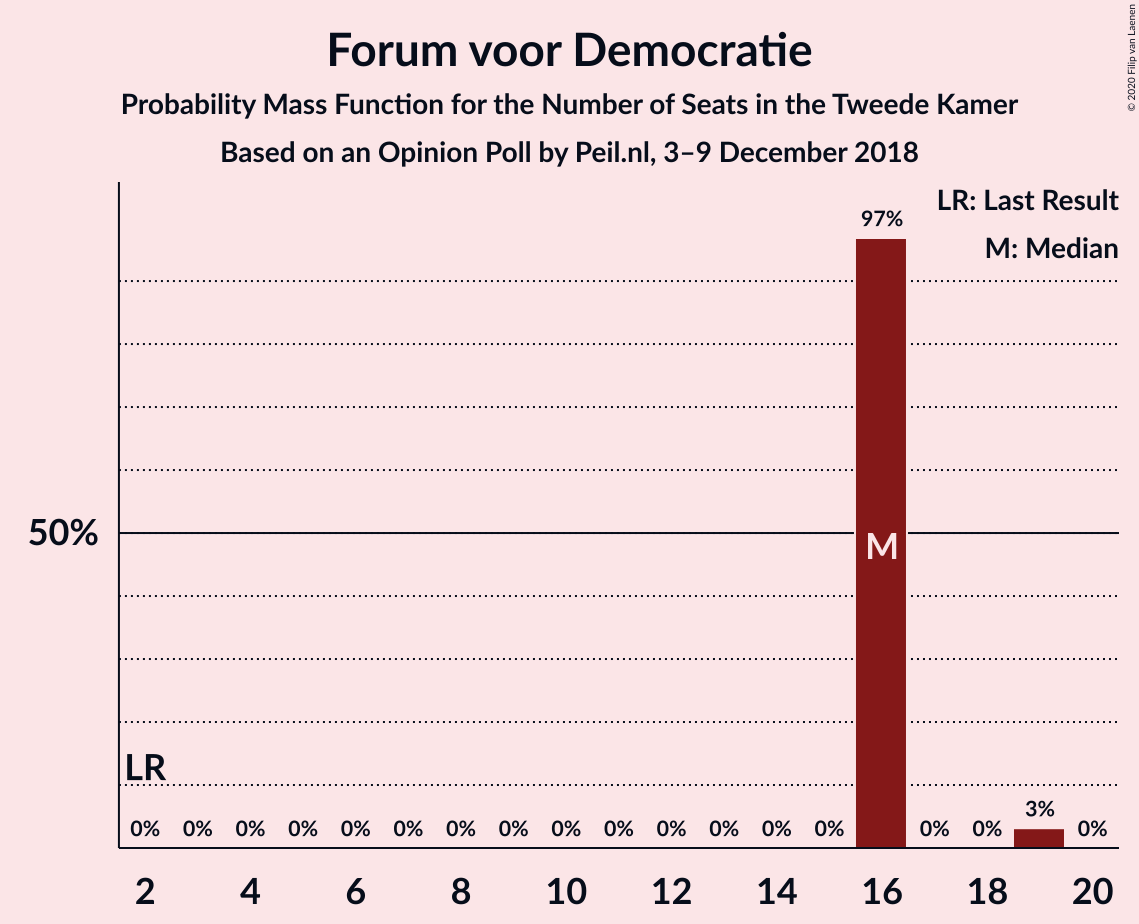 Forum voor Democratie
Probability Mass Function for the Number of Seats in the Tweede Kamer
Based on an Opinion Poll by Peil.nl, 3–9 December 2018
© 2020 Filip van Laenen
LR: Last Result
M: Median
97%
50%
M
LR
3%
0% 0% 0% 0% 0% 0% 0% 0% 0% 0% 0% 0% 0% 0% 0% 0% 0%
2 4 6 8 10 12 14 16 18 20